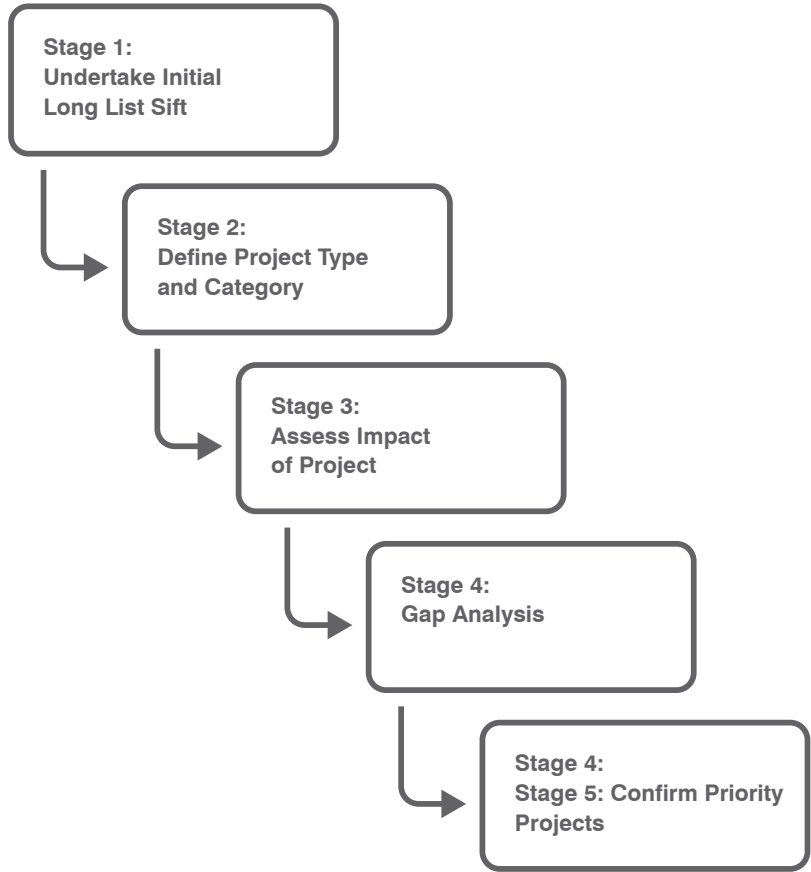 Stage 1:
Undertake Initial
Long List Sift
Stage 2:
Define Project Type
and Category
Stage 3:
Assess Impact
of Project
Stage 4:
Gap Analysis
Stage 4:
Stage 5: Confirm Priority
Projects